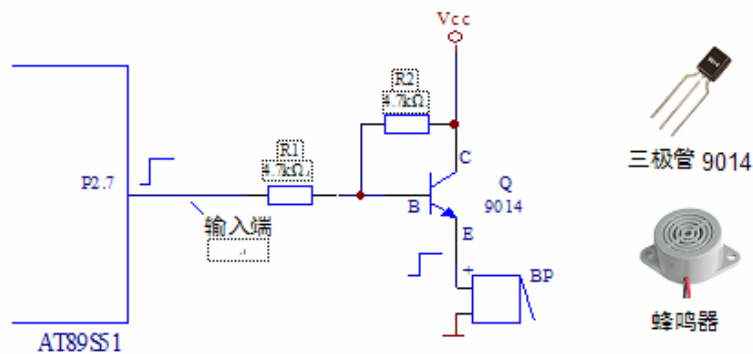 Vcc
R2
4.7kΩ
R1
4.7kΩ
C
P2.7
B
Q
9014
E
输入端
+
BP
AT89S51
9014
三极管 9014
蜂鸣器